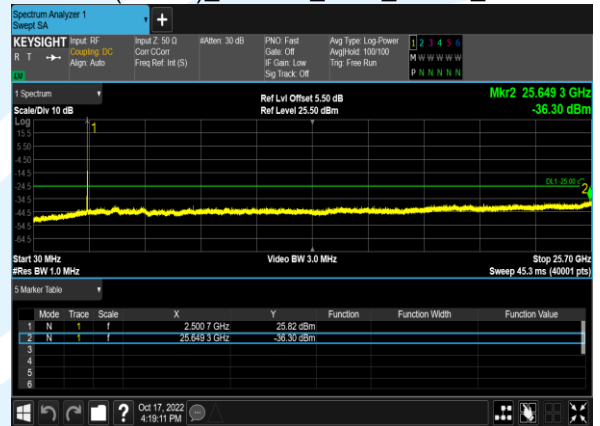 Spectrum Analyzer 1
Swept SA
KEYSIGHT Input: RF Input Z: 50 Ω #Atten: 30 dB PNO: Fast Avg Type: Log-Power 1 2 3 4 5 6
R T Coupling: DC Corr CCorr Gate: Off Avg|Hold: 100/100 M W W W W W
Align: Auto Freq Ref: Int (S) IF Gain: Low Trig: Free Run P N N N N N
LW Sig Track: Off
1 Spectrum Ref Lvl Offset 5.50 dB Mkr2 25.649 3 GHz
Scale/Div 10 dB Ref Level 25.50 dBm -36.30 dBm
Log
1
15.5
5.50
-4.50
-14.5
-24.5 DL1 -25.00
2
-34.5
-44.5
-54.5
-64.5
Start 30 MHz Video BW 3.0 MHz Stop 25.70 GHz
#Res BW 1.0 MHz Sweep 45.3 ms (40001 pts)
5 Marker Table
Mode Trace Scale X Y Function Function Width Function Value
1 N 1 f 2.500 7 GHz 25.82 dBm
2 N 1 f 25.649 3 GHz -36.30 dBm
3
4
5
6
? Oct 17, 2022
4:19:11 PM